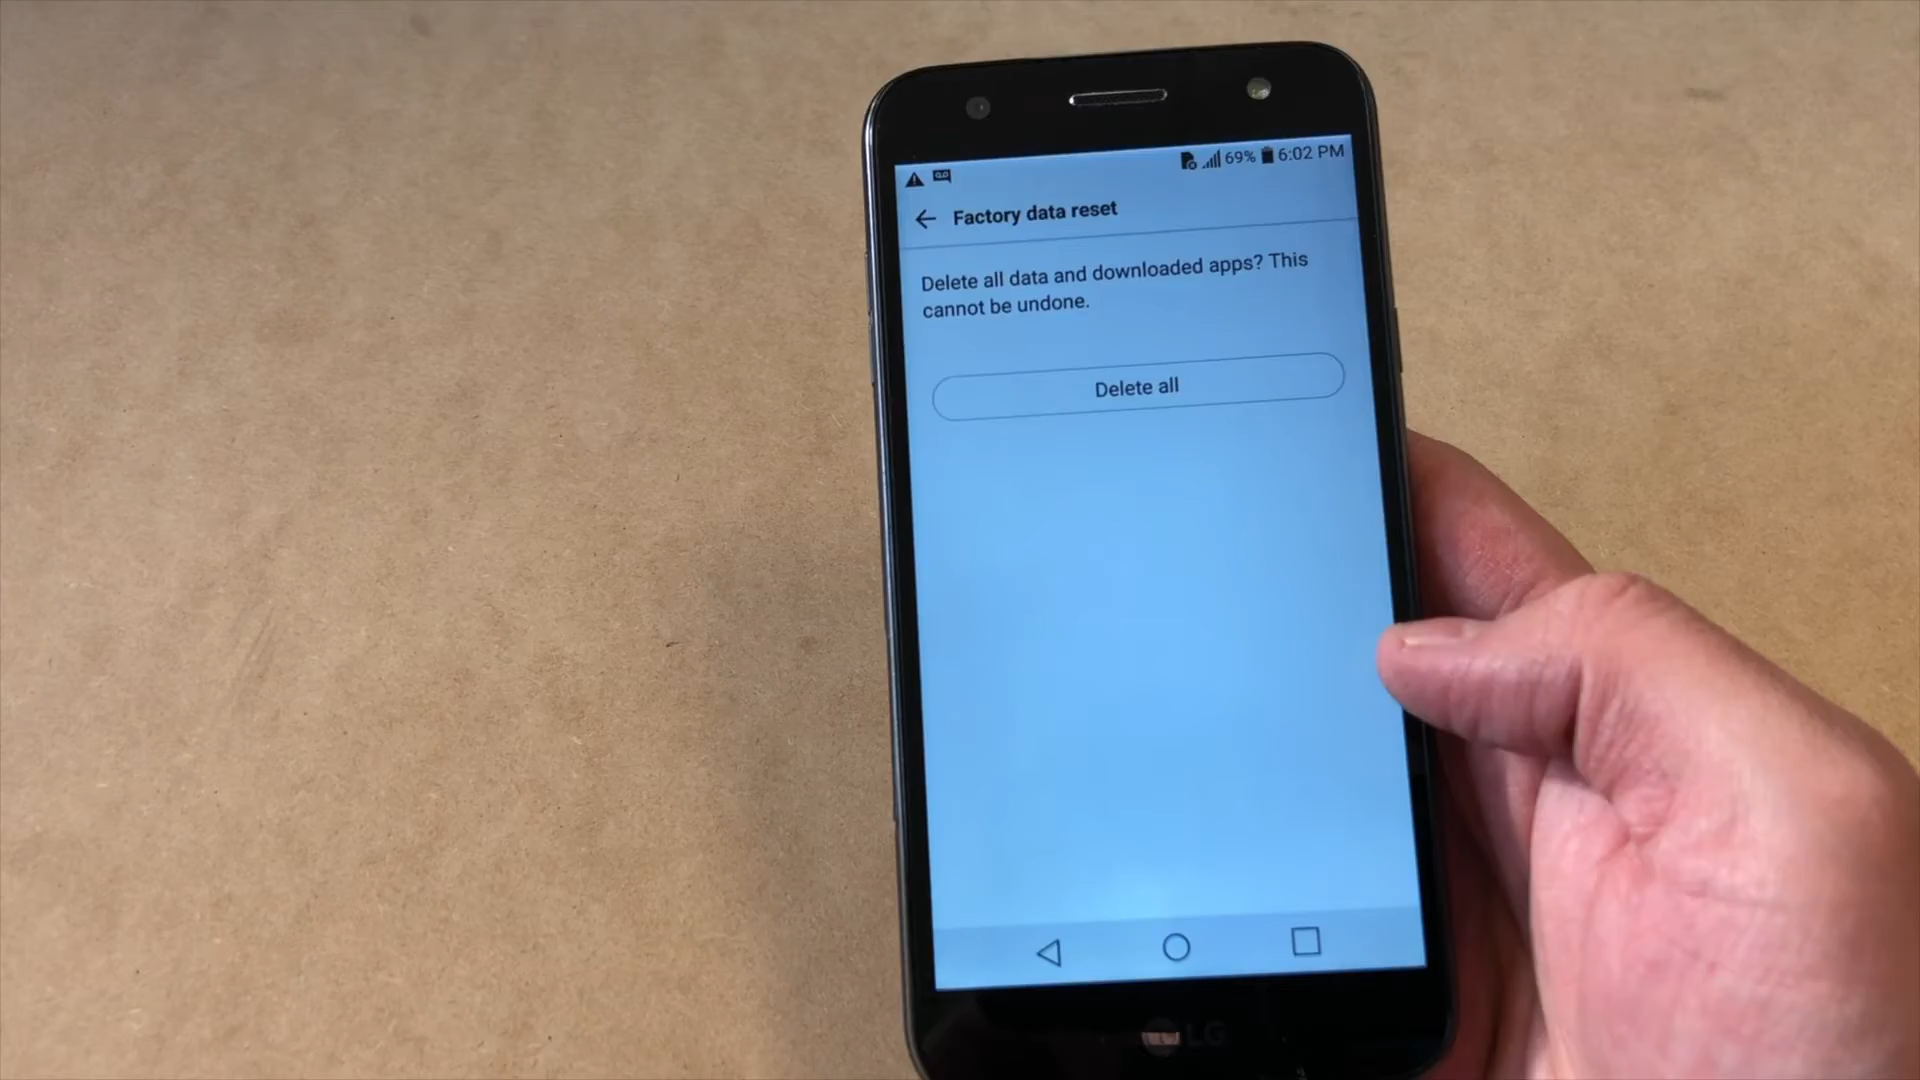 69% 6:02 PM
Factory data reset
Delete all data and downloaded apps? This
cannot be undone.
Delete all
LG